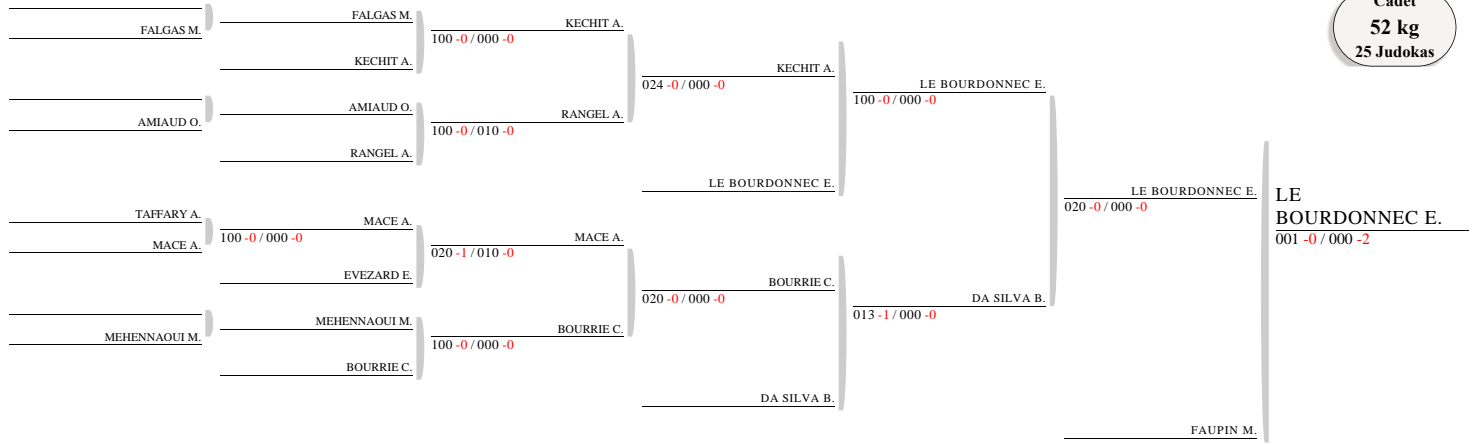 Cadet
52 kg
25 Judokas
FALGAS M.
AMIAUD O.
TAFFARY A.
MACE A.
MEHENNAOUI M.
FALGAS M.
KECHIT A.
AMIAUD O.
RANGEL A.
MACE A.
100 -0 / 000 -0
EVEZARD E.
MEHENNAOUI M.
BOURRIE C.
KECHIT A.
100 -0 / 000 -0
RANGEL A.
100 -0 / 010 -0
MACE A.
020 -1 / 010 -0
BOURRIE C.
100 -0 / 000 -0
KECHIT A.
024 -0 / 000 -0
LE BOURDONNEC E.
BOURRIE C.
020 -0 / 000 -0
DA SILVA B.
LE BOURDONNEC E.
100 -0 / 000 -0
DA SILVA B.
013 -1 / 000 -0
LE BOURDONNEC E.
020 -0 / 000 -0
FAUPIN M.
LE
BOURDONNEC E.
001 -0 / 000 -2